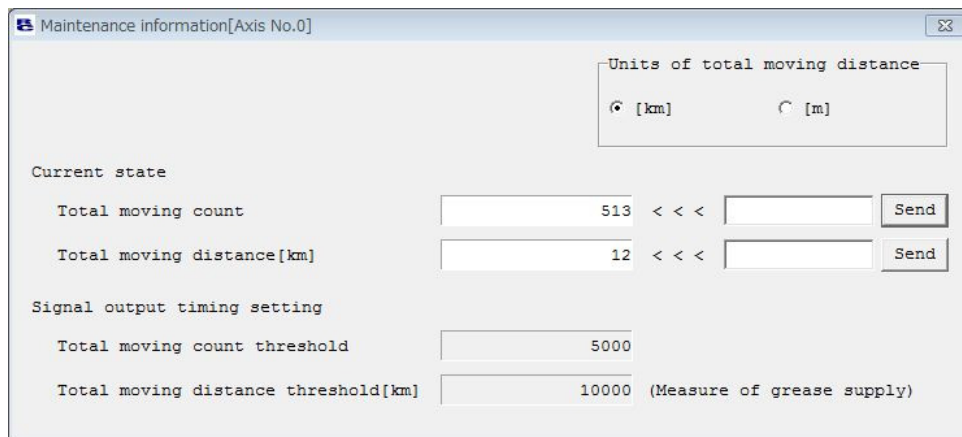 Maintenance information[Axis No.0]
Units of total moving distance
[km] [m]
Current state
Total moving count 513 < < < Send
Total moving distance[km] 12 < < < Send
Signal output timing setting
Total moving count threshold 5000
Total moving distance threshold[km] 10000 (Measure of grease supply)